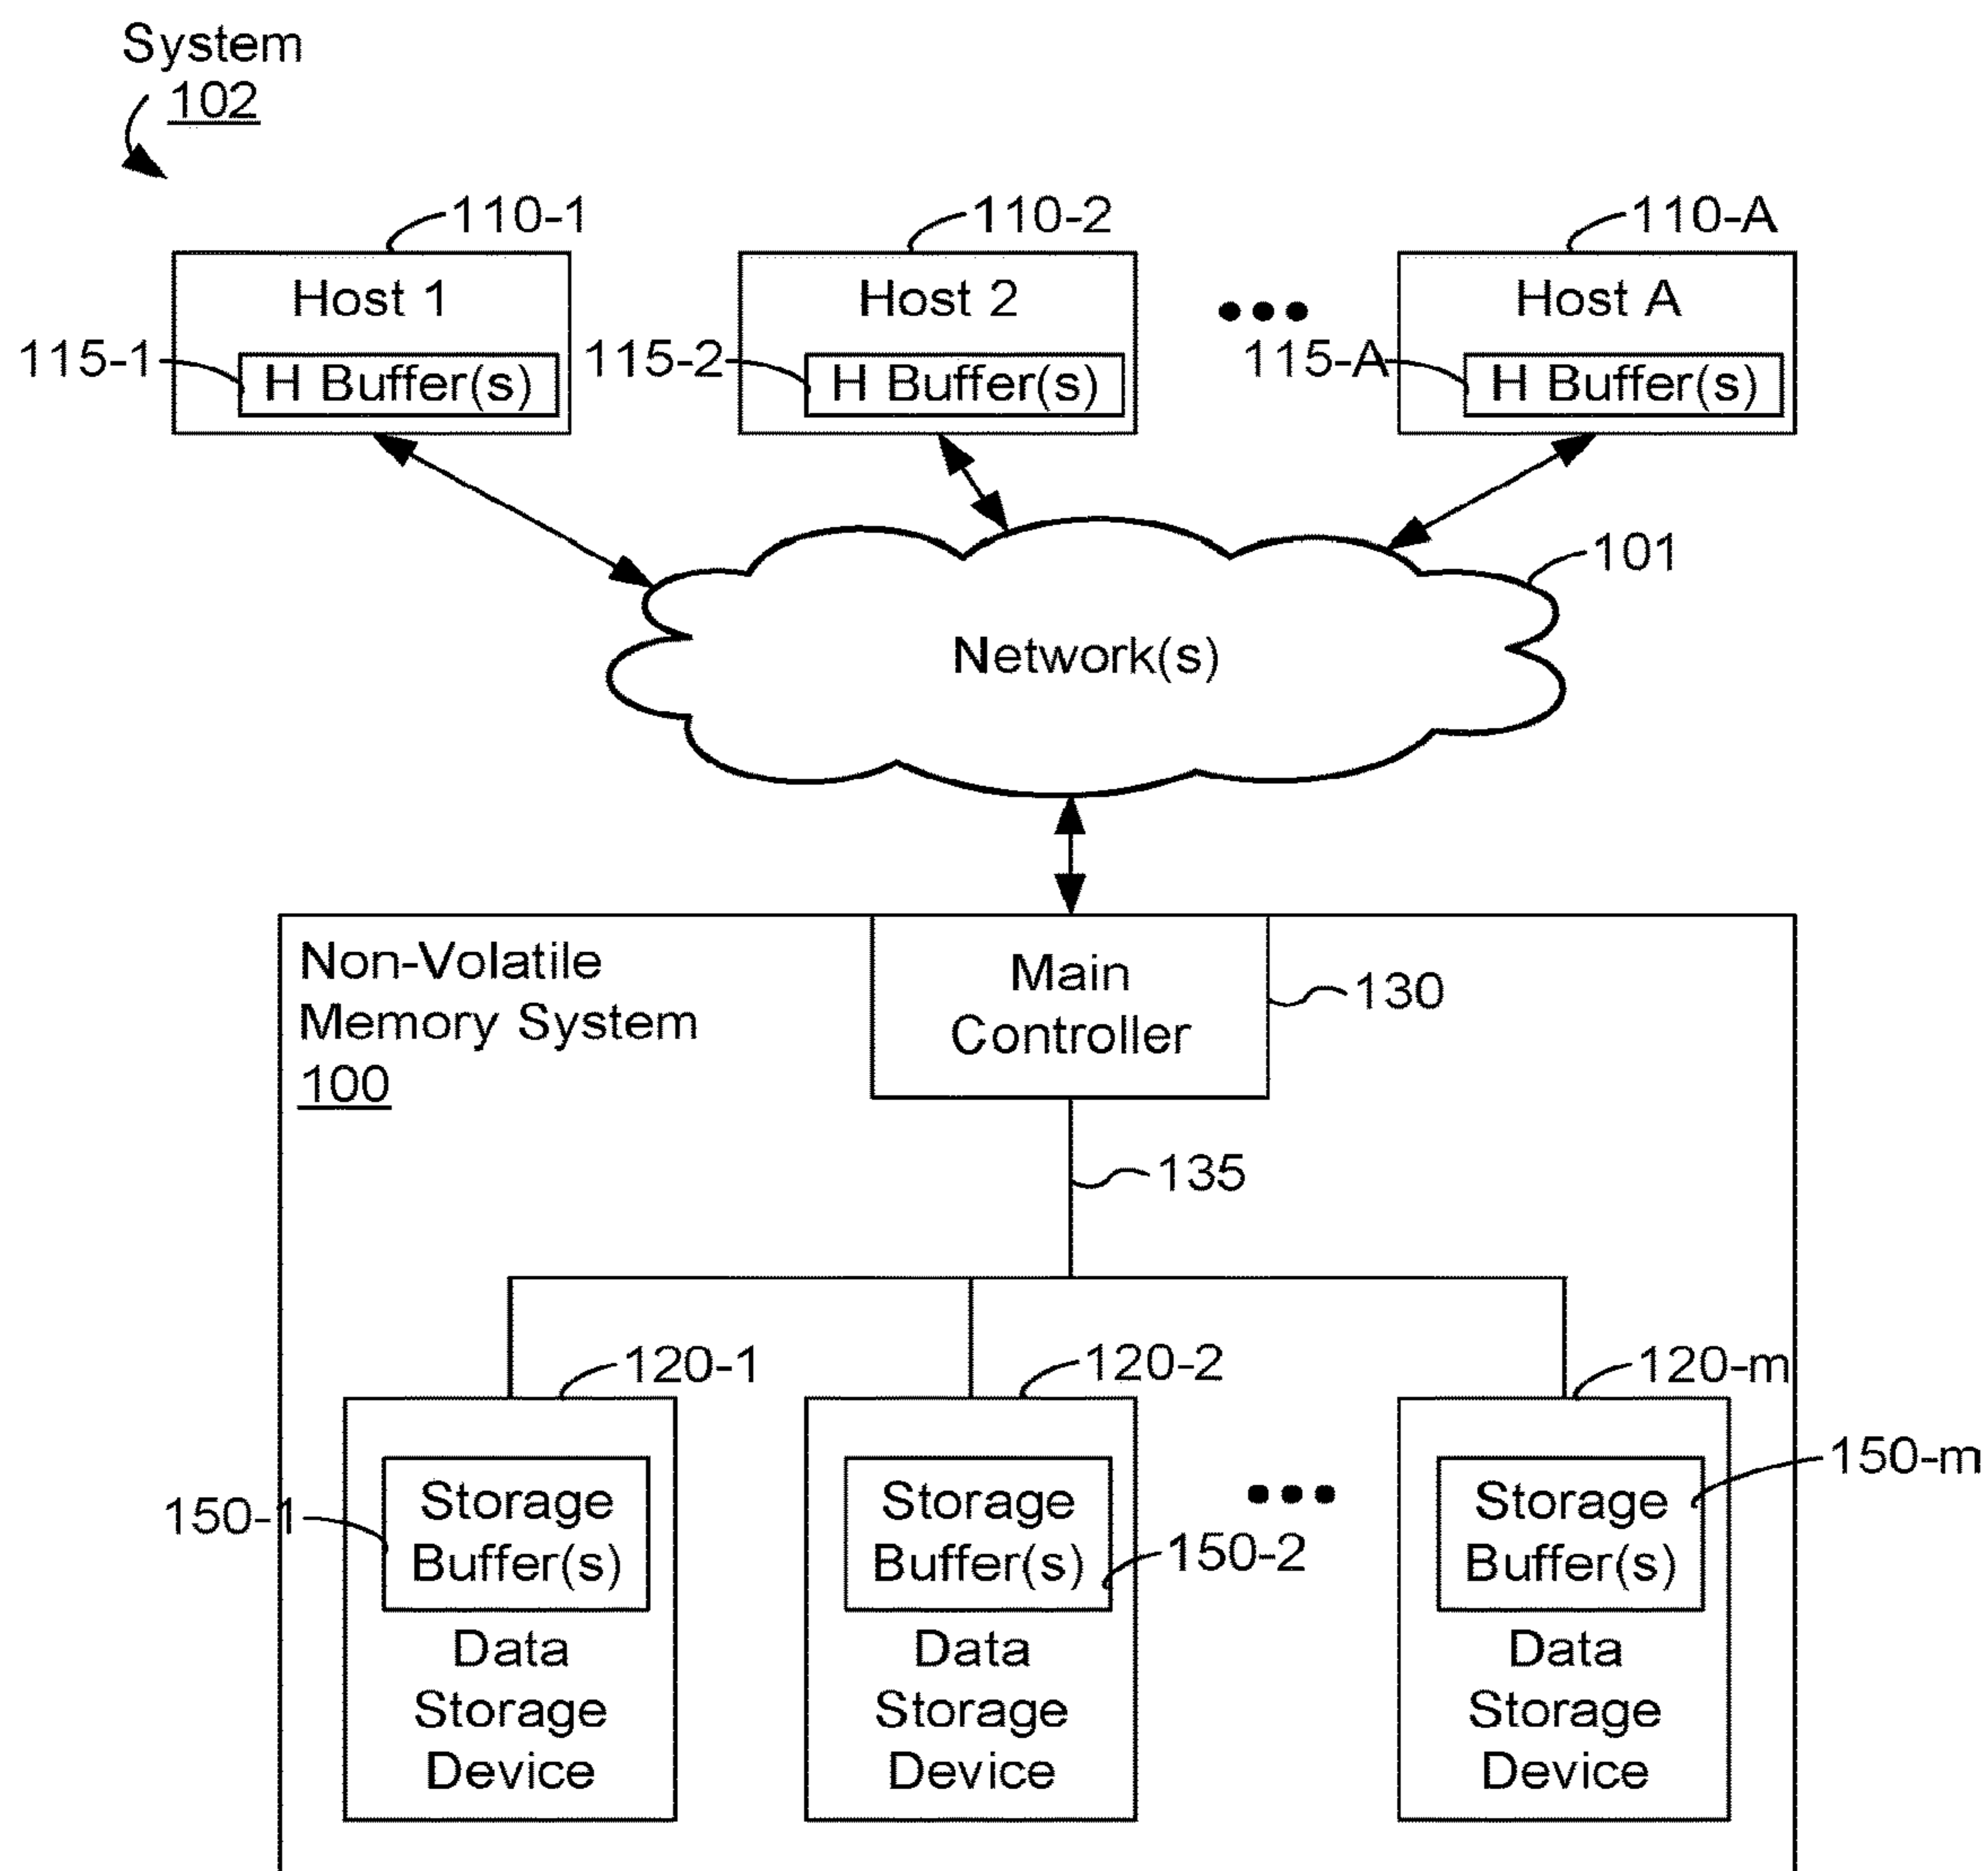 System
102
110-1
110-2
110-A
Host 1
Host 2
Host A
115-1
H Buffer(s)
115-2
H Buffer(s)
115-A
H Buffer(s)
101
Network(s)
Non-Volatile
Memory System
100
Main
Controller
130
135
120-1
120-2
120-m
150-1
Storage
Buffer(s)
Data
Storage
Device
Storage
Buffer(s)
150-2
Data
Storage
Device
Storage
Buffer(s)
150-m
Data
Storage
Device